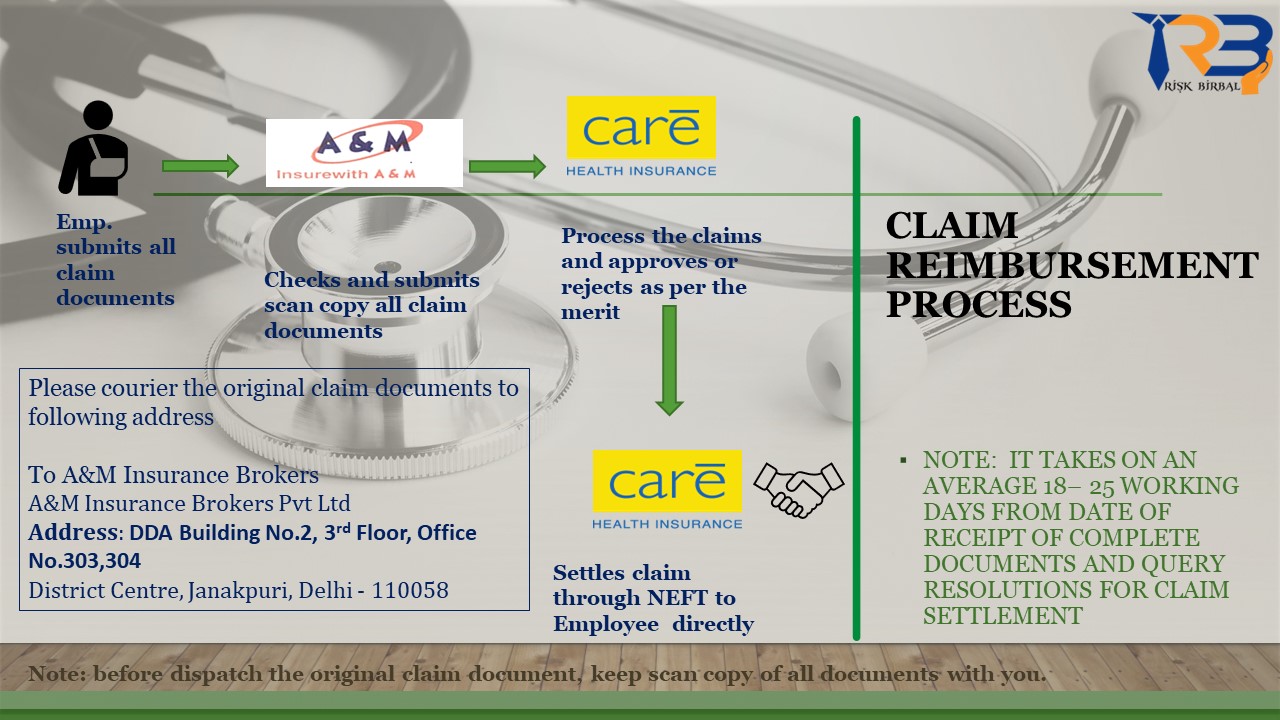 RB
RİŞK BİRBAL
A & M
Insurewith A & M
carē
HEALTH INSURANCE
Emp.
submits all
claim
documents
Checks and submits
scan copy all claim
documents
Process the claims
and approves or
rejects as per the
merit
CLAIM
REIMBURSEMENT
PROCESS
Please courier the original claim documents to
following address
To A&M Insurance Brokers
A&M Insurance Brokers Pvt Ltd
Address: DDA Building No.2, 3rd Floor, Office
No.303,304
District Centre, Janakpuri, Delhi - 110058
carē
HEALTH INSURANCE
Settles claim
through NEFT to
Employee directly
▪ NOTE: IT TAKES ON AN
AVERAGE 18– 25 WORKING
DAYS FROM DATE OF
RECEIPT OF COMPLETE
DOCUMENTS AND QUERY
RESOLUTIONS FOR CLAIM
SETTLEMENT
Note: before dispatch the original claim document, keep scan copy of all documents with you.